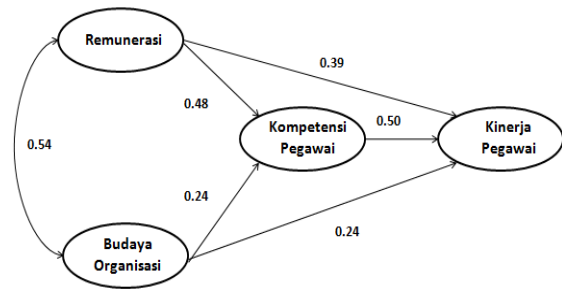 Remunerasi
0.39
0.48
Kompetensi
Pegawai
0.50
Kinerja
Pegawai
0.54
0.24
0.24
Budaya
Organisasi